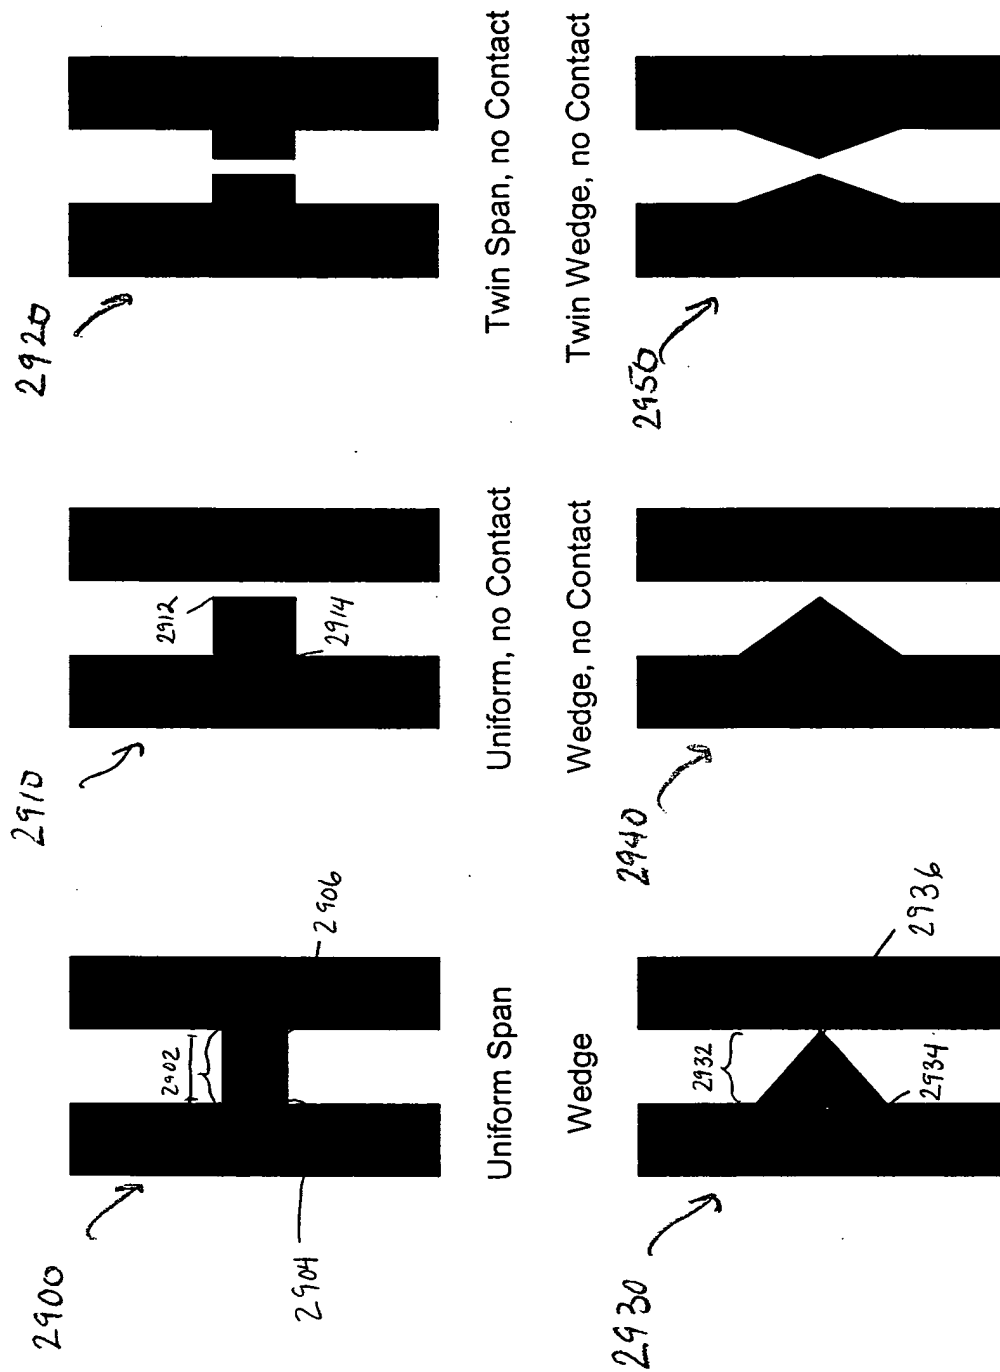 2900
2902
2904
2906
Uniform Span
2910
2912
2914
Uniform, no Contact
2920
Twin Span, no Contact
2930
2932
2934
2936
Wedge
2940
Wedge, no Contact
2950
Twin Wedge, no Contact